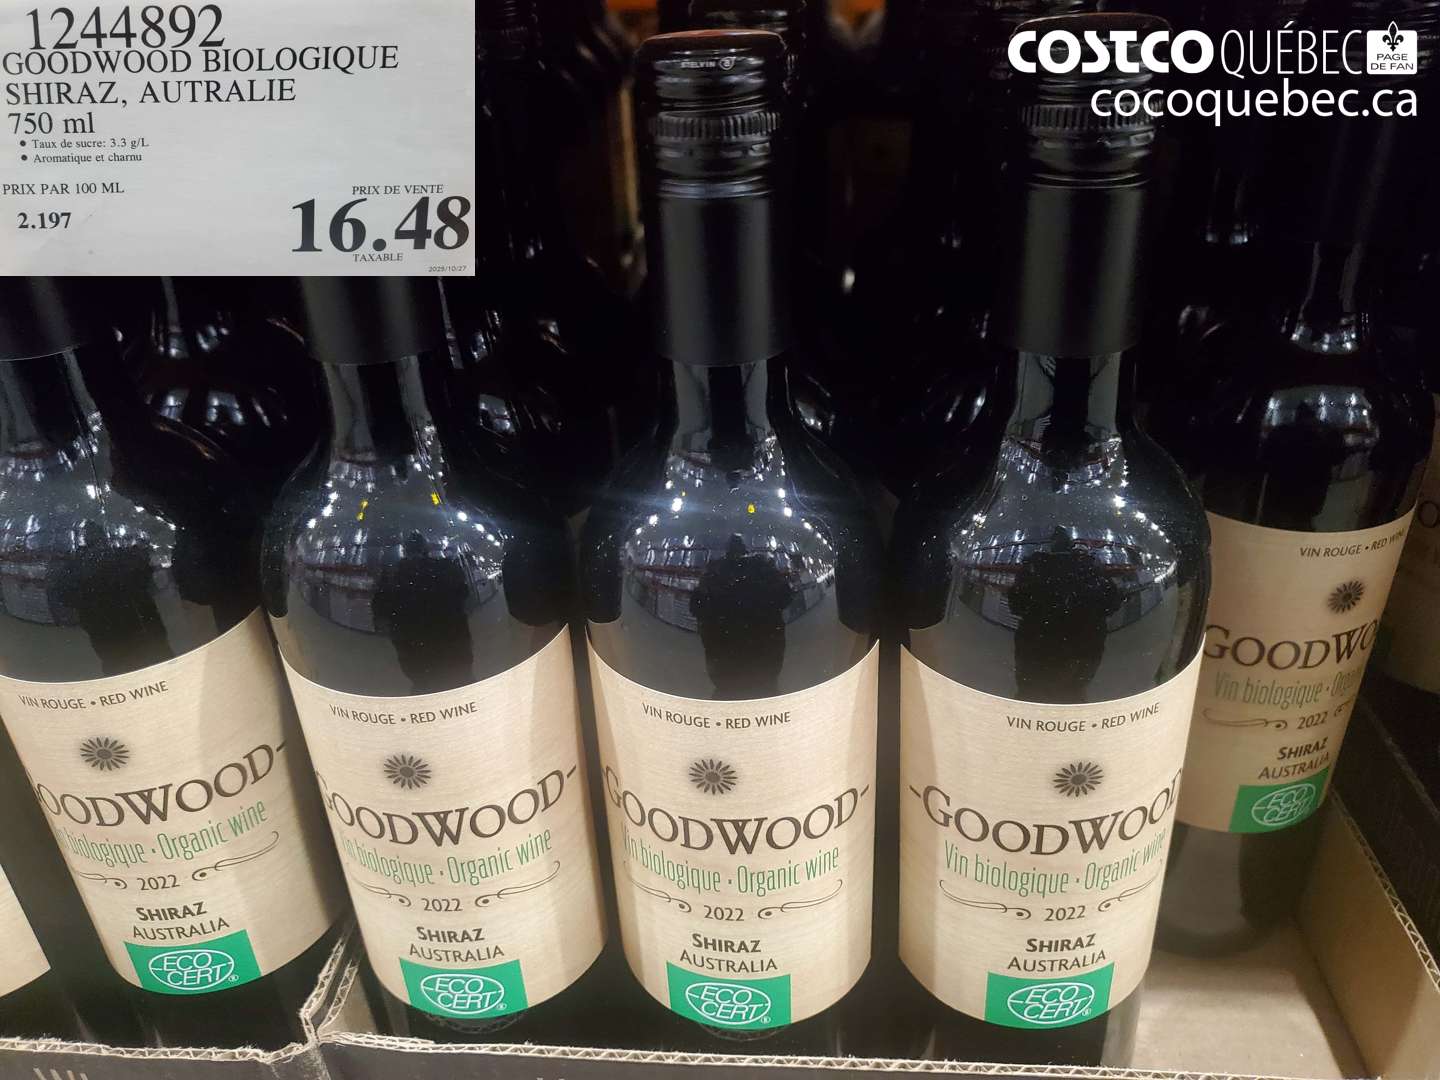 1244892
GOODWOOD BIOLOGIQUE
SHIRAZ, AUTRALIE
750 ml
• Taux de sucre: 3.3 g/L
• Aromatique et charnu
PRIX PAR 100 ML
2.197
PRIX DE VENTE
16.48
TAXABLE
2025/10/27
COSTCO QUÉBEC
PAGE
DE FAN
cocoquebec.ca
STELVIN ®
VIN ROUGE • RED WINE
OODWOOD-
biologique · Organic wine
2022
SHIRAZ
AUSTRALIA
ECO
CERT®
VIN ROUGE • RED WINE
GOODWOOD-
Vin biologique · Organic wine
2022
SHIRAZ
AUSTRALIA
ECO
CERT®
VIN ROUGE • RED WINE
GOODWOOD-
Vin biologique · Organic wine
2022
SHIRAZ
AUSTRALIA
ECO
CERT®
VIN ROUGE • RED WINE
-GOODWOOD
Vin biologique · Organic wine
2022
SHIRAZ
AUSTRALIA
ECO
CERT®
VIN ROUGE • RED WINE
GOODWO
Vin biologique · Orga
2022
SHIRAZ
AUSTRALIA
ECO
CERT